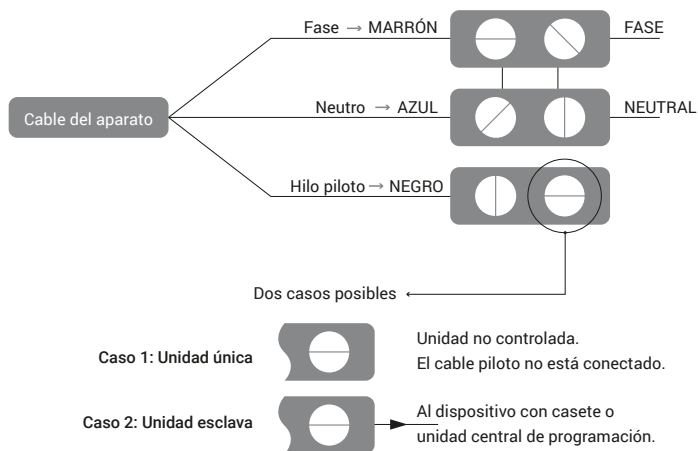 Fase → MARRÓN
FASE
Cable del aparato
Neutro → AZUL
NEUTRAL
Hilo piloto → NEGRO
Dos casos posibles
Caso 1: Unidad única
Unidad no controlada.
El cable piloto no está conectado.
Caso 2: Unidad esclava
Al dispositivo con casete o
unidad central de programación.